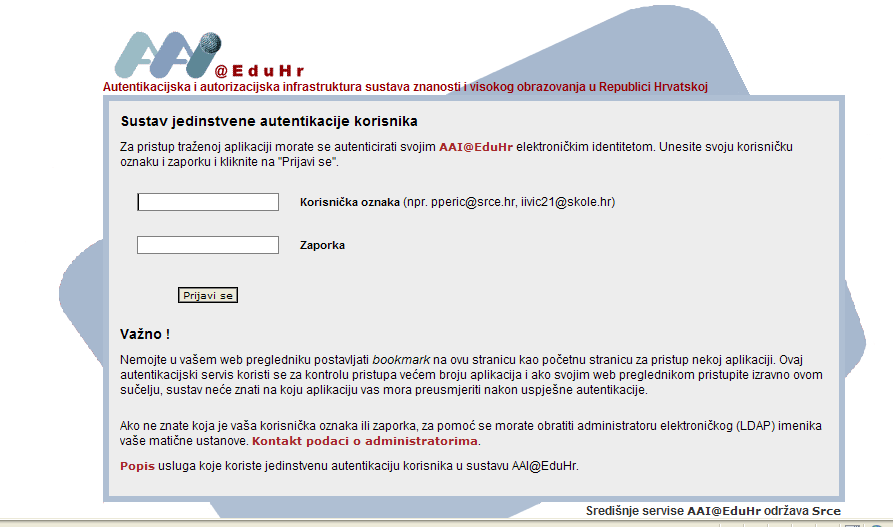 AAI@EduHr
Autentikacijska i autorizacijska infrastruktura sustava znanosti i visokog obrazovanja u Republici Hrvatskoj
Sustav jedinstvene autentikacije korisnika
Za pristup traženoj aplikaciji morate se autenticirati svojim AAI@EduHr elektroničkim identitetom. Unesite svoju korisničku
oznaku i zaporku i kliknite na "Prijavi se".
Korisnička oznaka (npr. pperic@srce.hr, iivic21@skole.hr)
Zaporka
Prijavi se
Važno !
Nemojte u vašem web pregledniku postavljati bookmark na ovu stranicu kao početnu stranicu za pristup nekoj aplikaciji. Ovaj
autentikacijski servis koristi se za kontrolu pristupa većem broju aplikacija i ako svojim web preglednikom pristupite izravno ovom
sučelju, sustav neće znati na koju aplikaciju vas mora preusmjeriti nakon uspješne autentikacije.
Ako ne znate koja je vaša korisnička oznaka ili zaporka, za pomoć se morate obratiti administratoru elektroničkog (LDAP) imenika
vaše matične ustanove. Kontakt podaci o administratorima.
Popis usluga koje koriste jedinstvenu autentikaciju korisnika u sustavu AAI@EduHr.
Središnje servise AAI@EduHr održava Srce